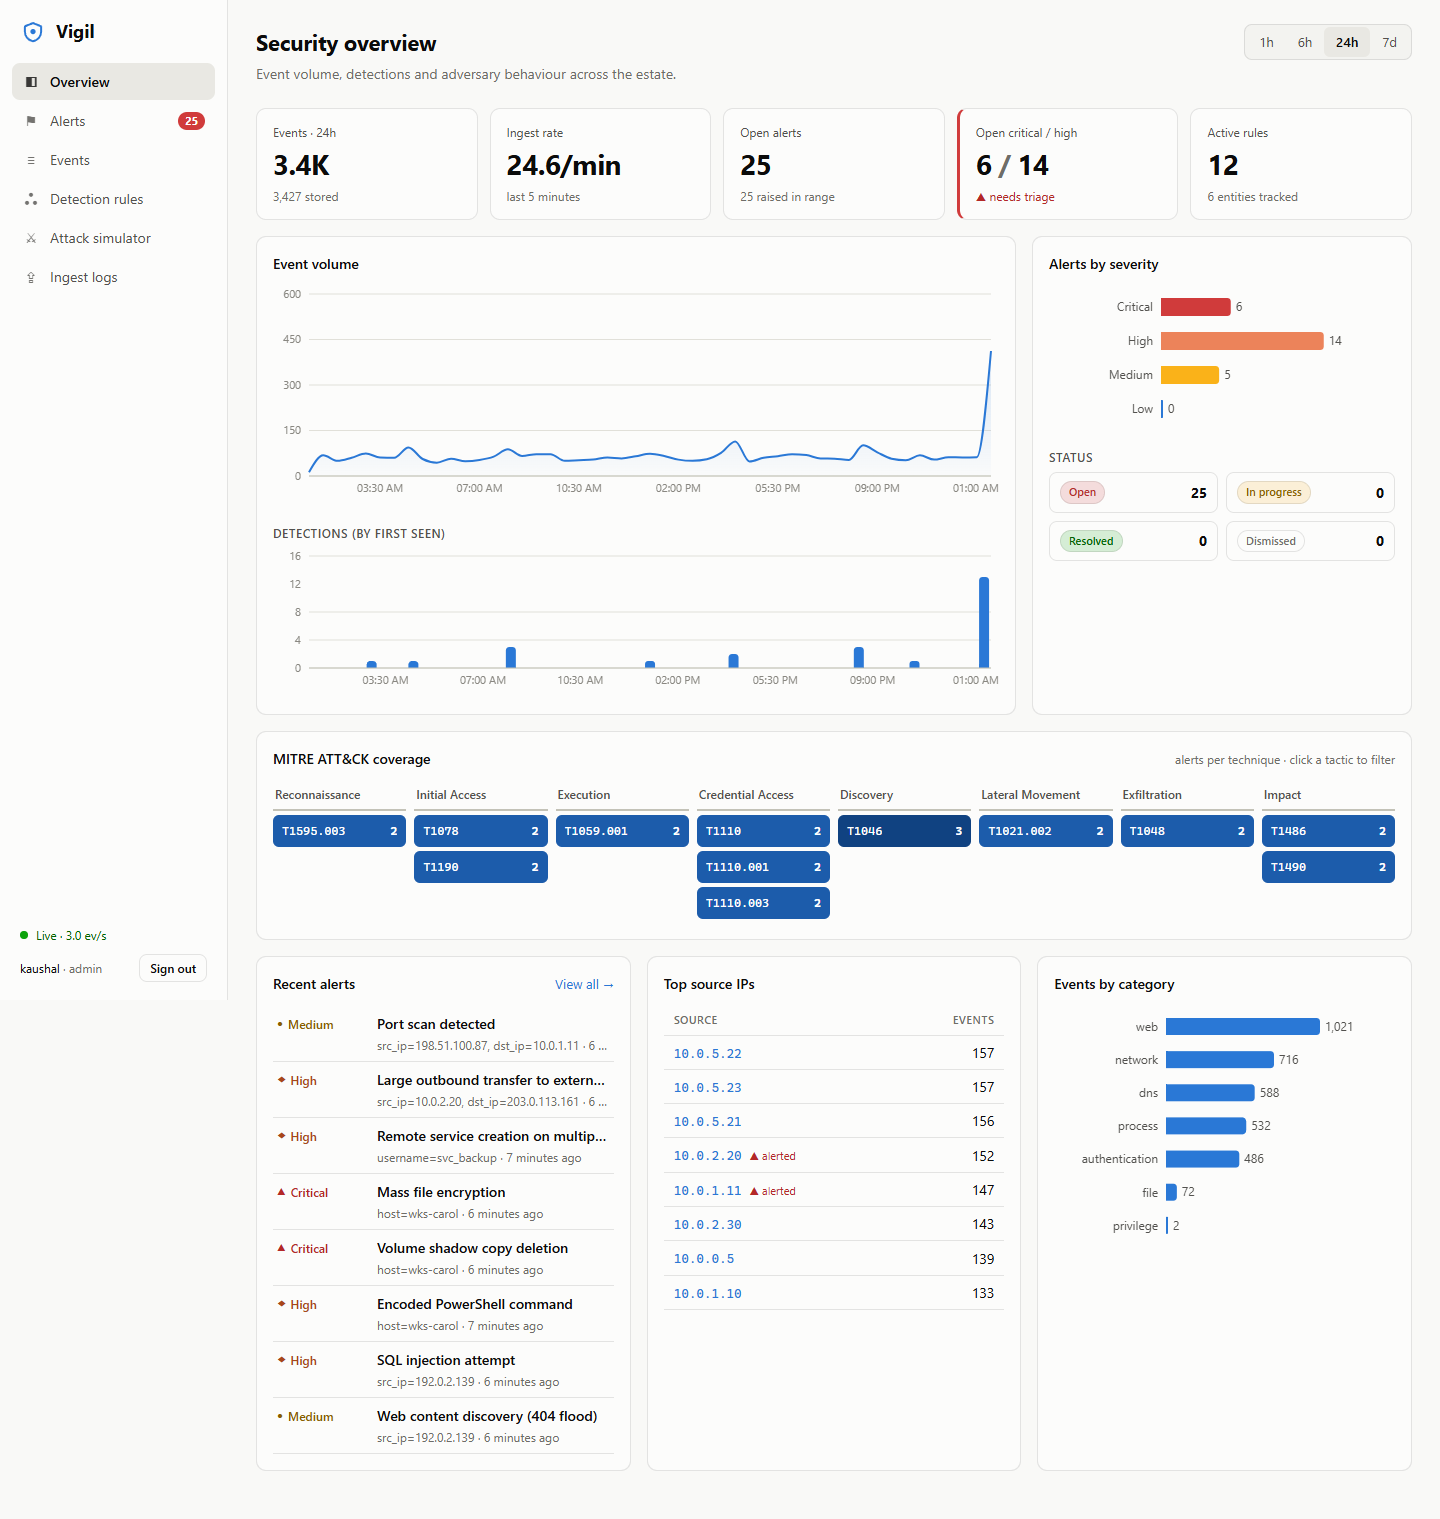 Vigil
Overview
Alerts 25
Events
Detection rules
Attack simulator
Ingest logs
Live · 3.0 ev/s
kaushal · admin Sign out
Security overview
Event volume, detections and adversary behaviour across the estate.
1h 6h 24h 7d
Events · 24h
3.4K
3,427 stored
Ingest rate
24.6/min
last 5 minutes
Open alerts
25
25 raised in range
Open critical / high
6 / 14
▲ needs triage
Active rules
12
6 entities tracked
Event volume
600
450
300
150
0
03:30 AM 07:00 AM 10:30 AM 02:00 PM 05:30 PM 09:00 PM 01:00 AM
DETECTIONS (BY FIRST SEEN)
16
12
8
4
0
03:30 AM 07:00 AM 10:30 AM 02:00 PM 05:30 PM 09:00 PM 01:00 AM
Alerts by severity
Critical 6
High 14
Medium 5
Low 0
STATUS
Open 25
In progress 0
Resolved 0
Dismissed 0
MITRE ATT&CK coverage
alerts per technique · click a tactic to filter
Reconnaissance
T1595.003 2
Initial Access
T1078 2
T1190 2
Execution
T1059.001 2
Credential Access
T1110 2
T1110.001 2
T1110.003 2
Discovery
T1046 3
Lateral Movement
T1021.002 2
Exfiltration
T1048 2
Impact
T1486 2
T1490 2
Recent alerts View all →
Medium Port scan detected
src_ip=198.51.100.87, dst_ip=10.0.1.11 · 6 ...
High Large outbound transfer to extern...
src_ip=10.0.2.20, dst_ip=203.0.113.161 · 6 ...
High Remote service creation on multip...
username=svc_backup · 7 minutes ago
▲ Critical Mass file encryption
host=wks-carol · 6 minutes ago
▲ Critical Volume shadow copy deletion
host=wks-carol · 6 minutes ago
High Encoded PowerShell command
host=wks-carol · 7 minutes ago
High SQL injection attempt
src_ip=192.0.2.139 · 6 minutes ago
Medium Web content discovery (404 flood)
src_ip=192.0.2.139 · 6 minutes ago
Top source IPs
SOURCE EVENTS
10.0.5.22 157
10.0.5.23 157
10.0.5.21 156
10.0.2.20 ▲ alerted 152
10.0.1.11 ▲ alerted 147
10.0.2.30 143
10.0.0.5 139
10.0.1.10 133
Events by category
web 1,021
network 716
dns 588
process 532
authentication 486
file 72
privilege 2